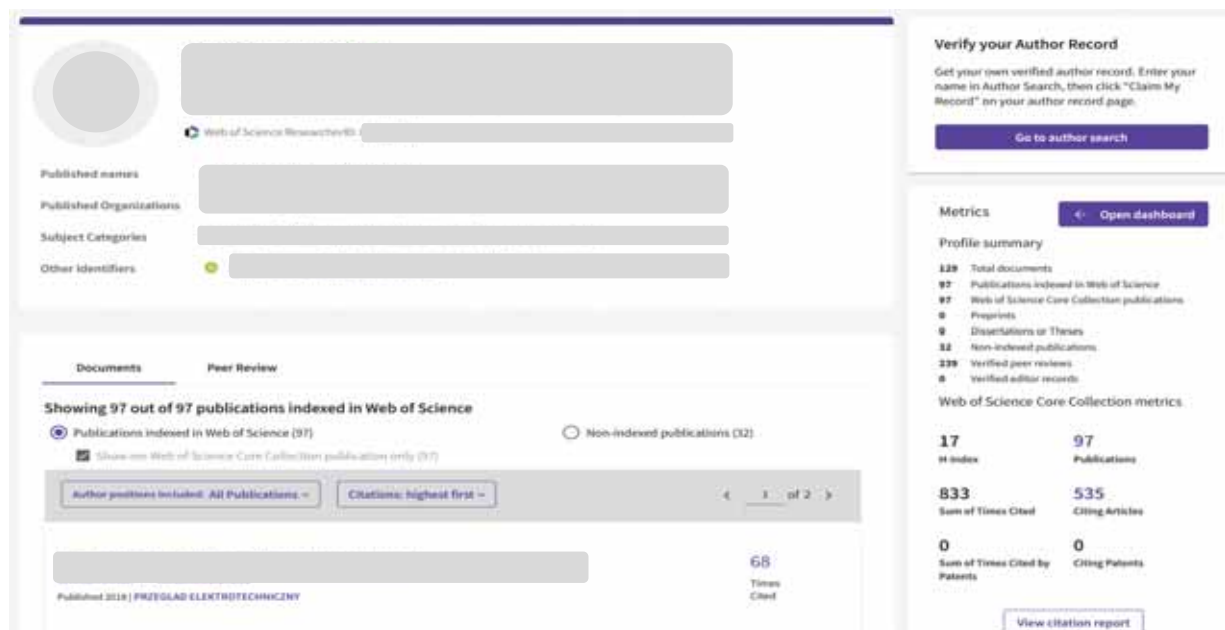 Web of Science ResearcherID:
Published names
Published Organizations
Subject Categories
Other Identifiers
Documents
Peer Review
Showing 97 out of 97 publications indexed in Web of Science
Publications indexed in Web of Science (97)
Non-indexed publications (32)
Show Web of Science Core Collection publication only (97)
Author positions included: All Publications
Citations: highest first
1 of 2
68
Times
Cited
Published 2018 | PRZEGLAD ELEKTROTECHNICZNY
Verify your Author Record
Get your own verified author record. Enter your
name in Author Search, then click "Claim My
Record" on your author record page.
Go to author search
Metrics
Open dashboard
Profile summary
129 Total documents
97 Publications indexed in Web of Science
97 Web of Science Core Collection publications
0 Preprints
0 Dissertations or Theses
32 Non-indexed publications
Verified peer reviews
0 Verified editor records
Web of Science Core Collection metrics
17
H-Index
97
Publications
833
Sum of Times Cited
535
Citing Articles
0
Sum of Times Cited by
Patents
0
Citing Patents
View citation report